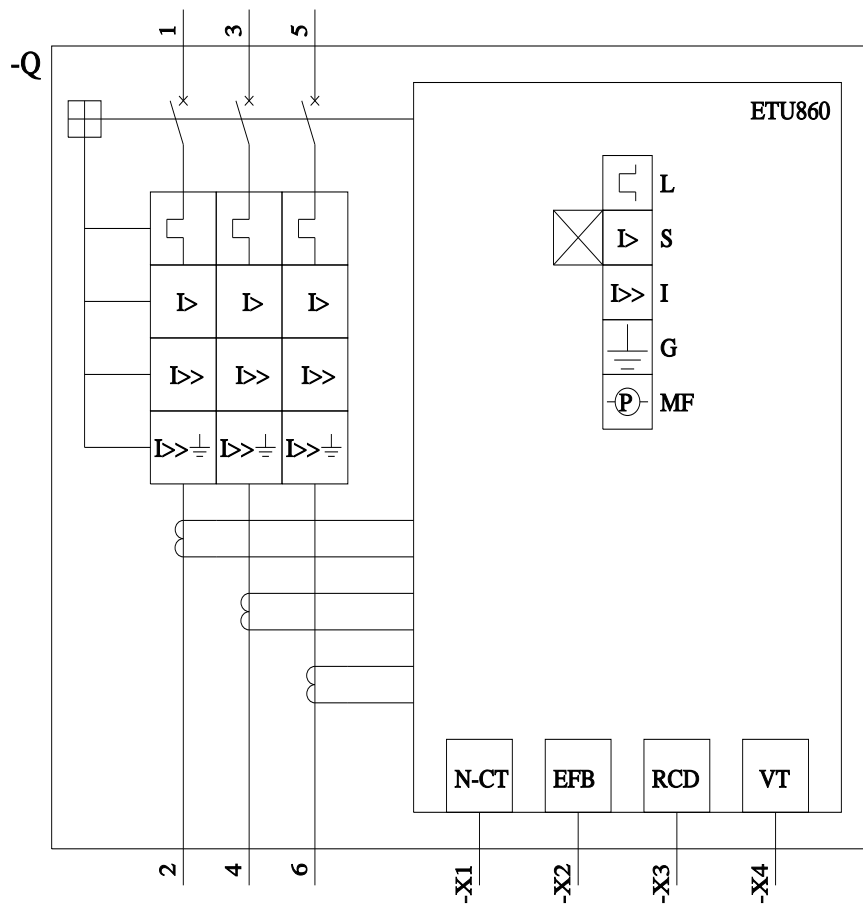 1 3 5
-Q
ETU860
L
I> S
I>> I
G
P MF
I> I> I>
I>> I>> I>>
I>> I>> I>>
N-CT EFB RCD VT
2 4 6 -X1 -X2 -X3 -X4